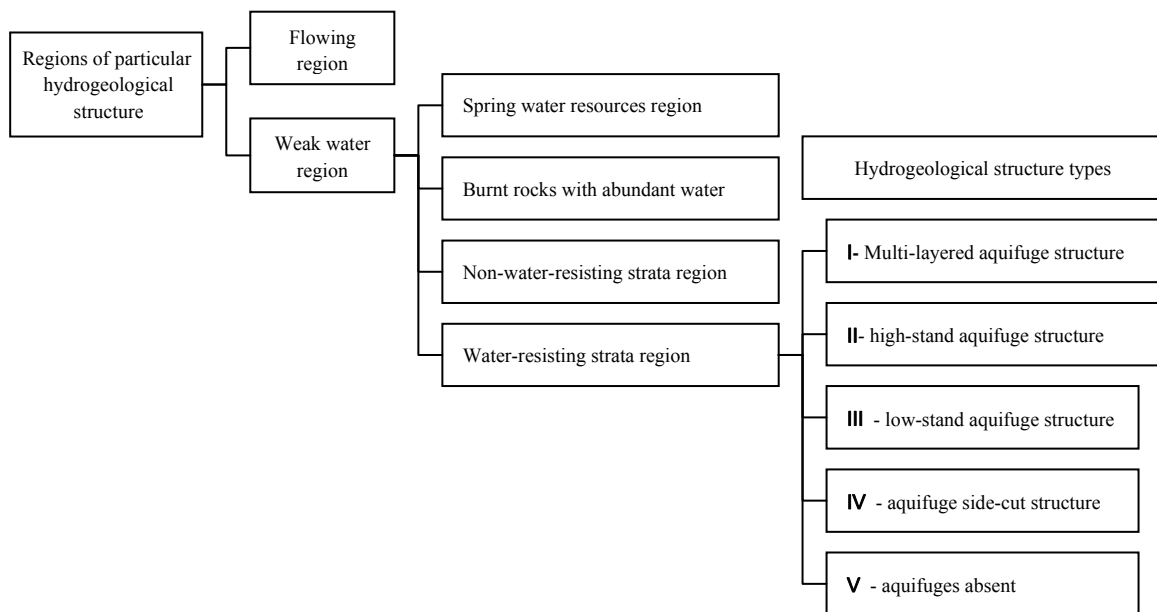 Regions of particular
hydrogeological
structure
Flowing
region
Weak water
region
Spring water resources region
Burnt rocks with abundant water
Non-water-resisting strata region
Water-resisting strata region
Hydrogeological structure types
I- Multi-layered aquifuge structure
II- high-stand aquifuge structure
III - low-stand aquifuge structure
IV - aquifuge side-cut structure
V - aquifuges absent